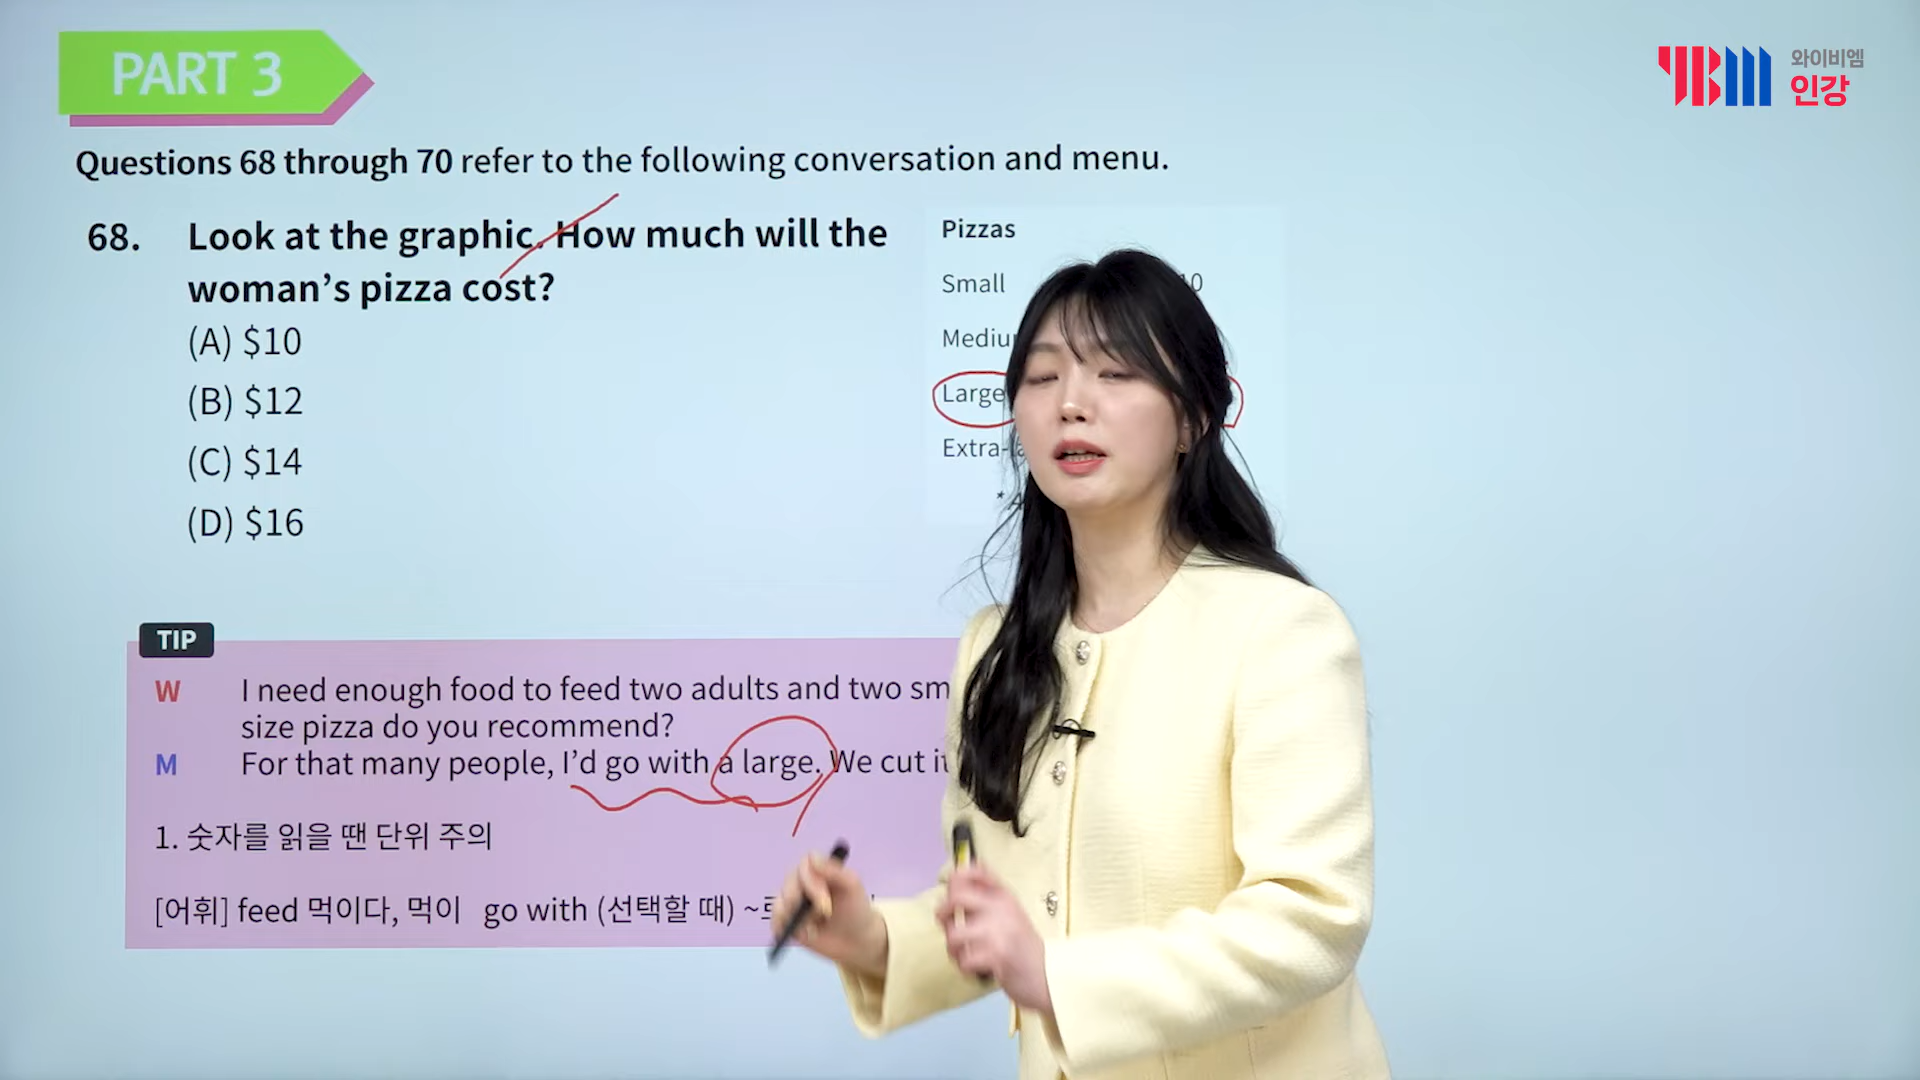 PART 3
와이비엠
인강
Questions 68 through 70 refer to the following conversation and menu.
68. Look at the graphic. How much will the
woman's pizza cost?
(A) $10
(B) $12
(C) $14
(D) $16
Pizzas
Small
Large
TIP
W I need enough food to feed two adults and two
size pizza do you recommend?
M For that many people, I'd go with a large. We cut
1. 숫자를 읽을 땐 단위 주의
[어휘] feed 먹이다, 먹이 go with (선택할 때)